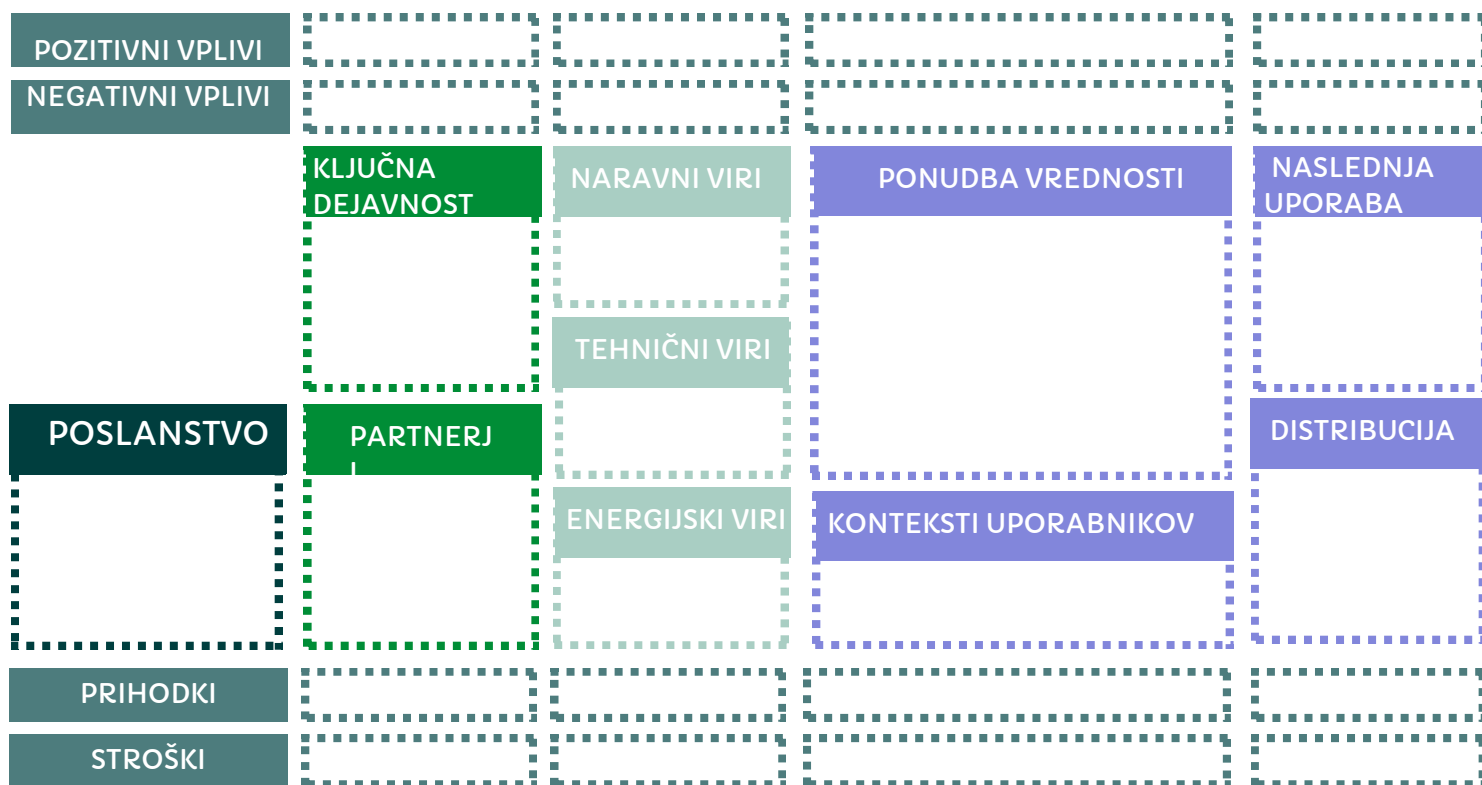 POZITIVNI VPLIVI
NEGATIVNI VPLIVI
KLJUČNA
DEJAVNOST
NARAVNI VIRI
PONUDBA VREDNOSTI
NASLEDNJA
UPORABA
TEHNIČNI VIRI
POSLANSTVO
PARTNERJ
I
DISTRIBUCIJA
ENERGIJSKI VIRI
KONTEKSTI UPORABNIKOV
PRIHODKI
STROŠKI